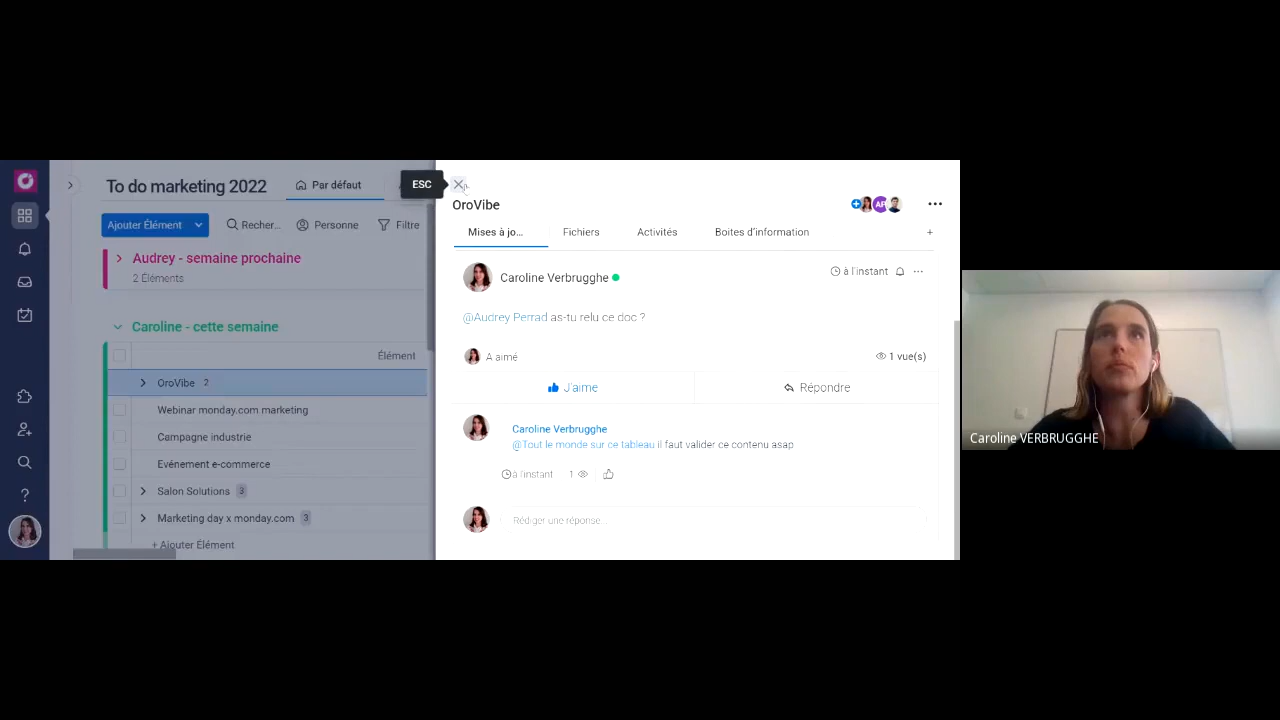 To do marketing 2022
Par défaut
ESC
Ajouter Élément
Recher...
Personne
Filtre
Audrey - semaine prochaine
2 Éléments
Caroline - cette semaine
Élément
OroVibe 2
Webinar monday.com marketing
Campagne industrie
Evénement e-commerce
Salon Solutions 3
Marketing day x monday.com 3
+ Ajouter Élément
?
OroVibe
AP
Mises à jo...
Fichiers
Activités
Boites d'information
+
Caroline Verbrugghe
à l'instant
@Audrey Perrad as-tu relu ce doc ?
A aimé
1 vue(s)
J'aime
Répondre
Caroline Verbrugghe
@Tout le monde sur ce tableau il faut valider ce contenu asap
à l'instant
1
Rédiger une réponse...
Caroline VERBRUGGHE